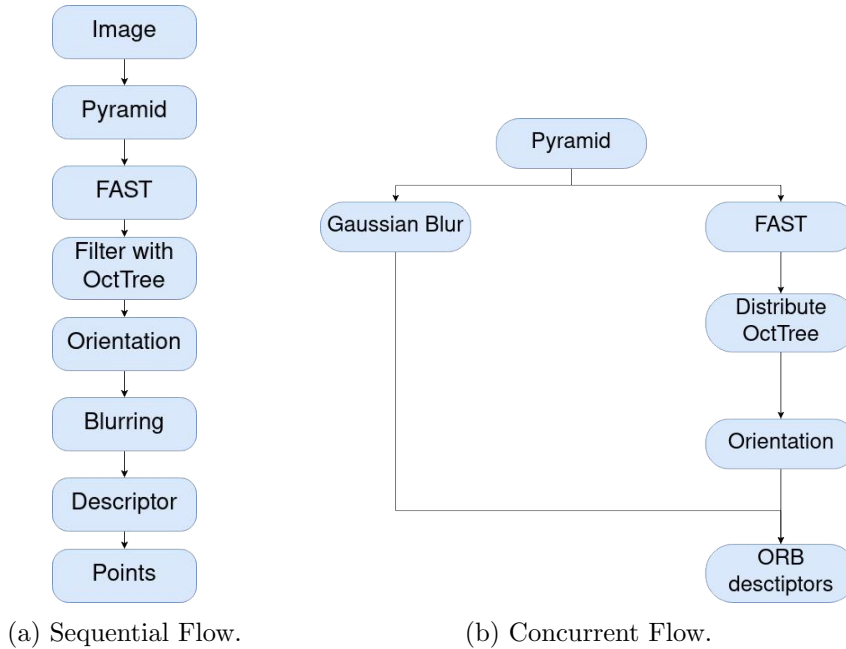 Image
Pyramid
FAST
Filter with
OctTree
Orientation
Blurring
Descriptor
Points
(a) Sequential Flow.
Pyramid
Gaussian Blur
FAST
Distribute
OctTree
Orientation
ORB
desctiptors
(b) Concurrent Flow.